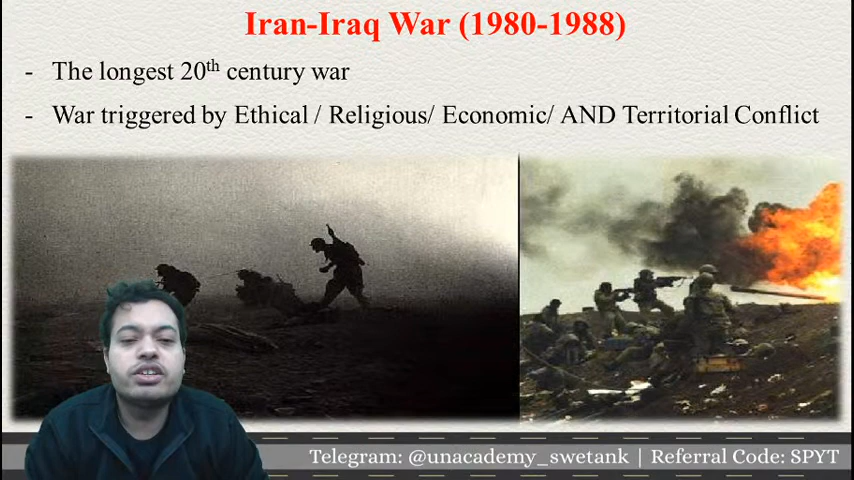 Iran-Iraq War (1980-1988)
- The longest 20th century war
- War triggered by Ethical / Religious/ Economic/ AND Territorial Conflict
Telegram: @unacademy_swetank | Referral Code: SPYT